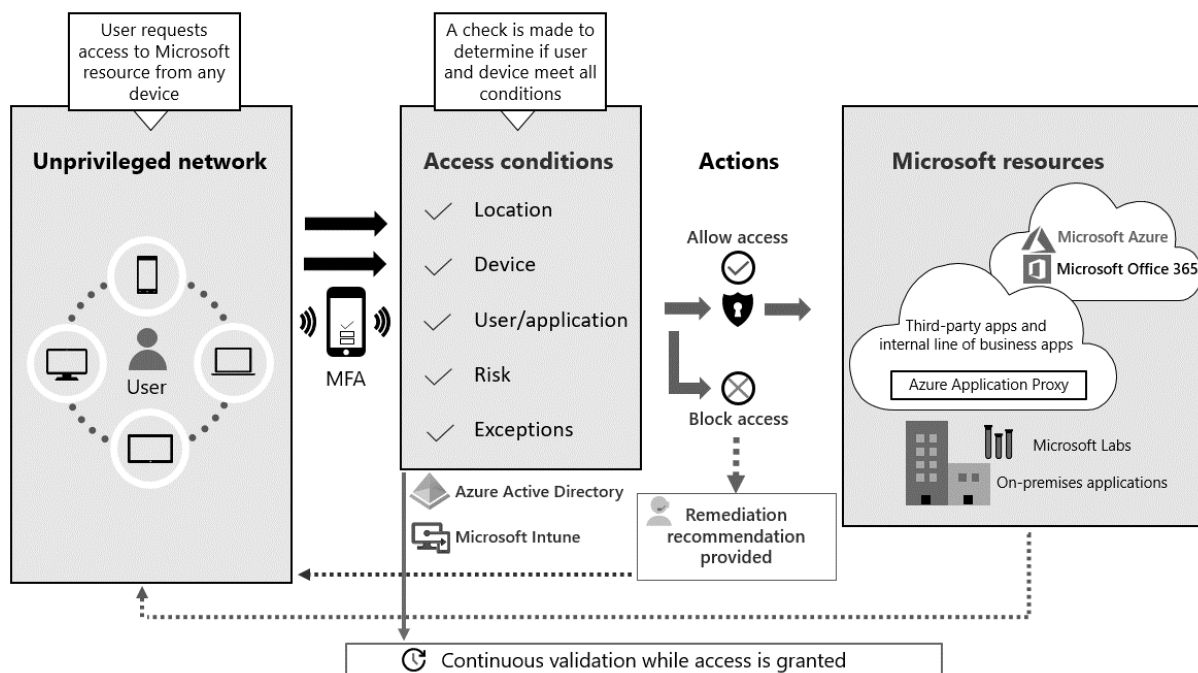 User requests
access to Microsoft
resource from any
device
A check is made to
determine if user
and device meet all
conditions
Unprivileged network
Access conditions
Actions
Microsoft resources
Location
Device
User/application
Risk
Exceptions
User
MFA
Allow access
Block access
Microsoft Azure
Microsoft Office 365
Third-party apps and
internal line of business apps
Azure Application Proxy
Microsoft Labs
On-premises applications
Azure Active Directory
Microsoft Intune
Remediation
recommendation
provided
Continuous validation while access is granted